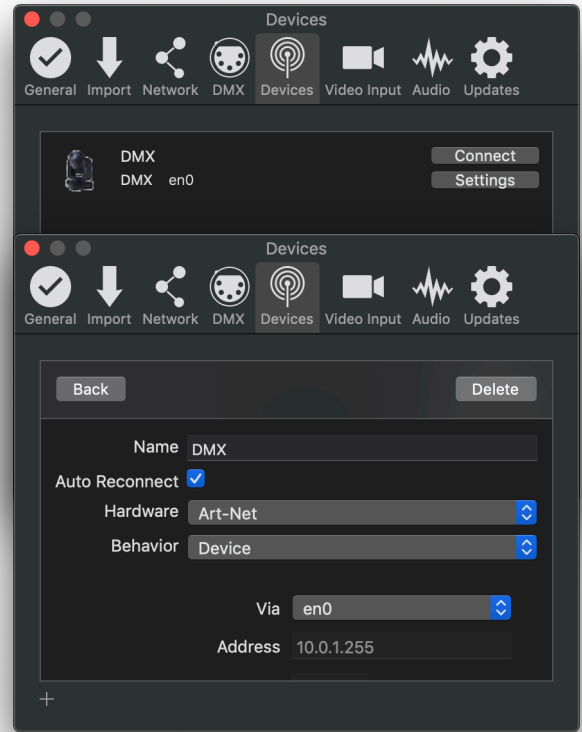 Devices
General Import Network DMX Devices Video Input Audio Updates
DMX
Connect
DMX en0
Settings
Devices
General Import Network DMX Devices Video Input Audio Updates
Back
Delete
Name DMX
Auto Reconnect
Hardware Art-Net
Behavior Device
Via en0
Address 10.0.1.255
+